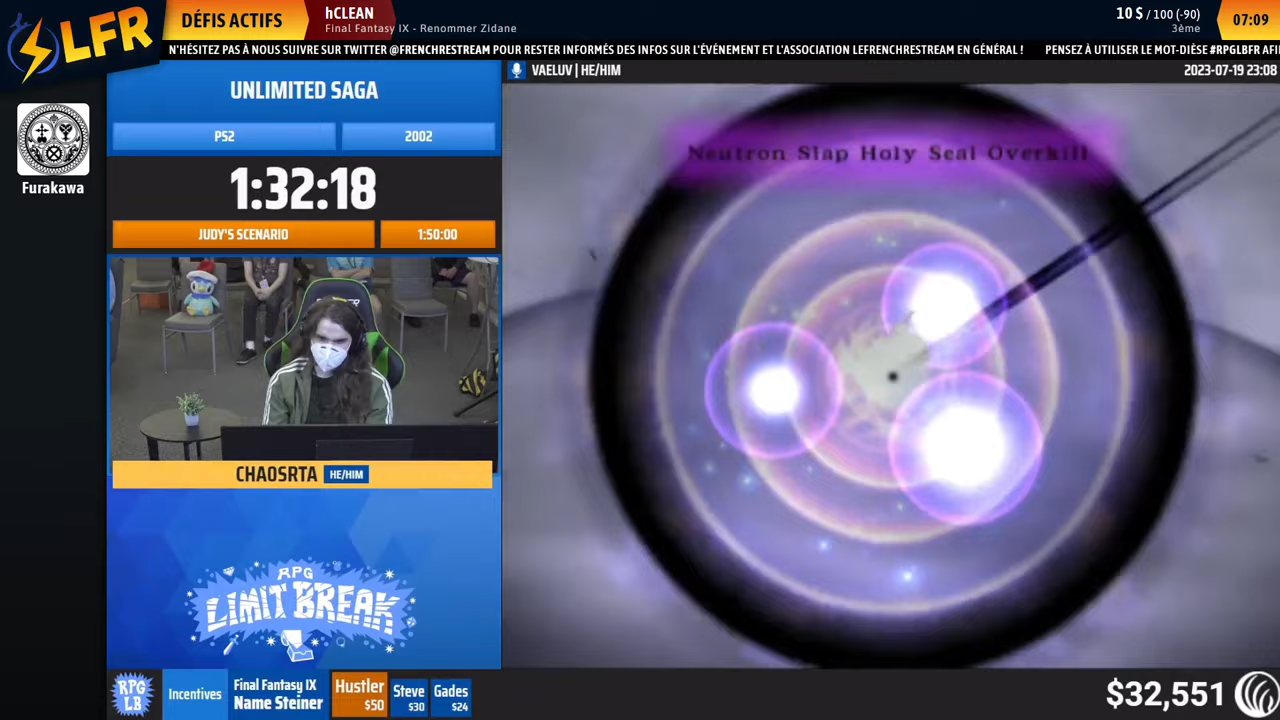 LFR
DÉFIS ACTIFS
hCLEAN
Final Fantasy IX - Renommer Zidane
10 $ / 100 (-90)
3ème
07:09
N'HÉSITEZ PAS À NOUS SUIVRE SUR TWITTER @FRENCHRESTREAM POUR RESTER INFORMÉS DES INFOS SUR L'ÉVÉNEMENT ET L'ASSOCIATION LEFRENCHRESTREAM EN GÉNÉRAL ! PENSEZ À UTILISER LE MOT-DIÈSE #RPGLBFR AFI
VAELUV | HE/HIM
2023-07-19 23:08
Furakawa
UNLIMITED SAGA
PS2
2002
1:32:18
JUDY'S SCENARIO
1:50:00
Neutron Slap Holy Seal Overkill
CHAOSRTA HE/HIM
RPG
LIMIT BREAK
RPG
LB
Incentives
Final Fantasy IX
Name Steiner
Hustler
$50
Steve
$30
Gades
$24
$32,551